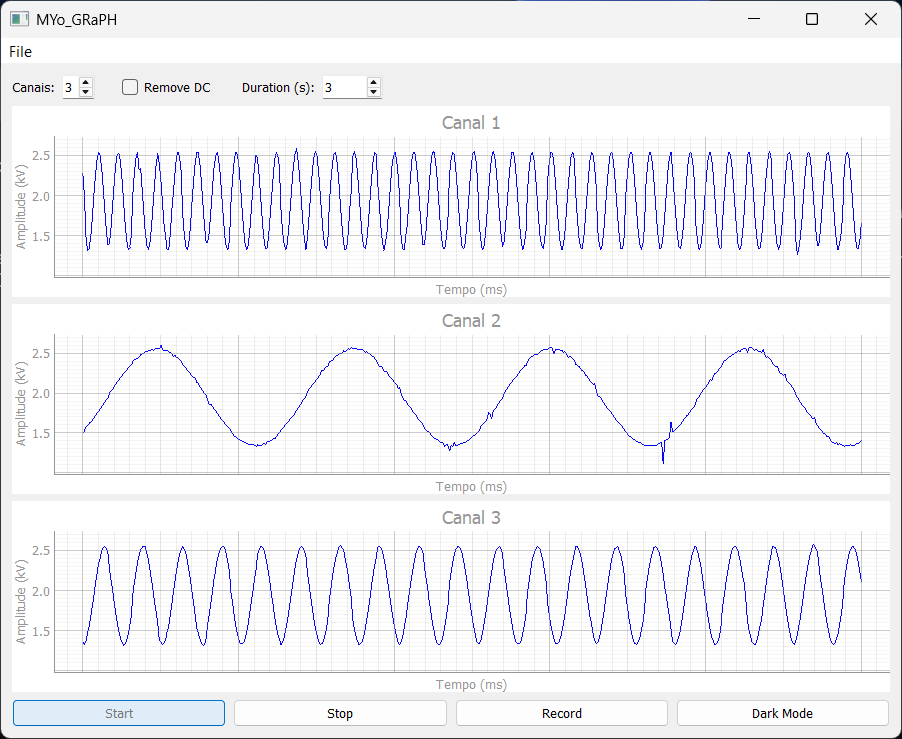 MYo_GRaPH
File
Canais: 3 Remove DC Duration (s): 3
Canal 1
Amplitude (kV)
2.5
2.0
1.5
Tempo (ms)
Canal 2
Amplitude (kV)
2.5
2.0
1.5
Tempo (ms)
Canal 3
Amplitude (kV)
2.5
2.0
1.5
Tempo (ms)
Start Stop Record Dark Mode